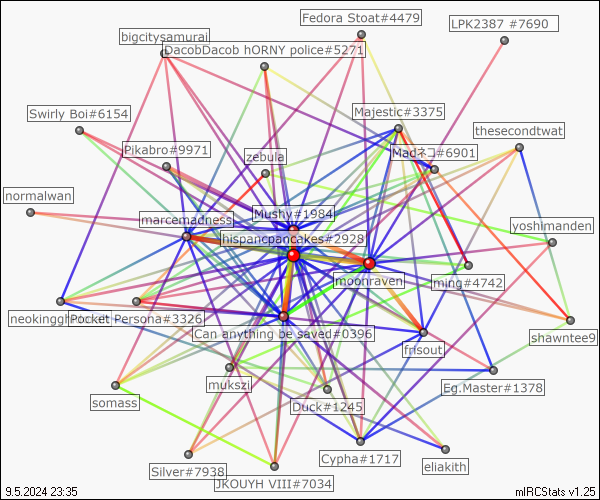 Fedora Stoat#4479
LPK2387 #7690
bigcitysamurai
DacobDacob hORNY police#5271
Swirly Boi#6154
Majestic#3375
thesecondtwat
Pikabro#9971
zebula
Madネコ#6901
normalwan
marcemadness
Mushy#1984
hispancpancakes#2928
yoshimanden
moonraven
ming#4742
neokinggh
Pocket Persona#3326
Can anything be saved#0396
frisout
shawntee9
somass
mukszi
Duck#1245
Eg.Master#1378
Silver#7938
JKOUYH VIII#7034
Cypha#1717
eliakith
9.5.2024 23:35
mIRCStats v1.25